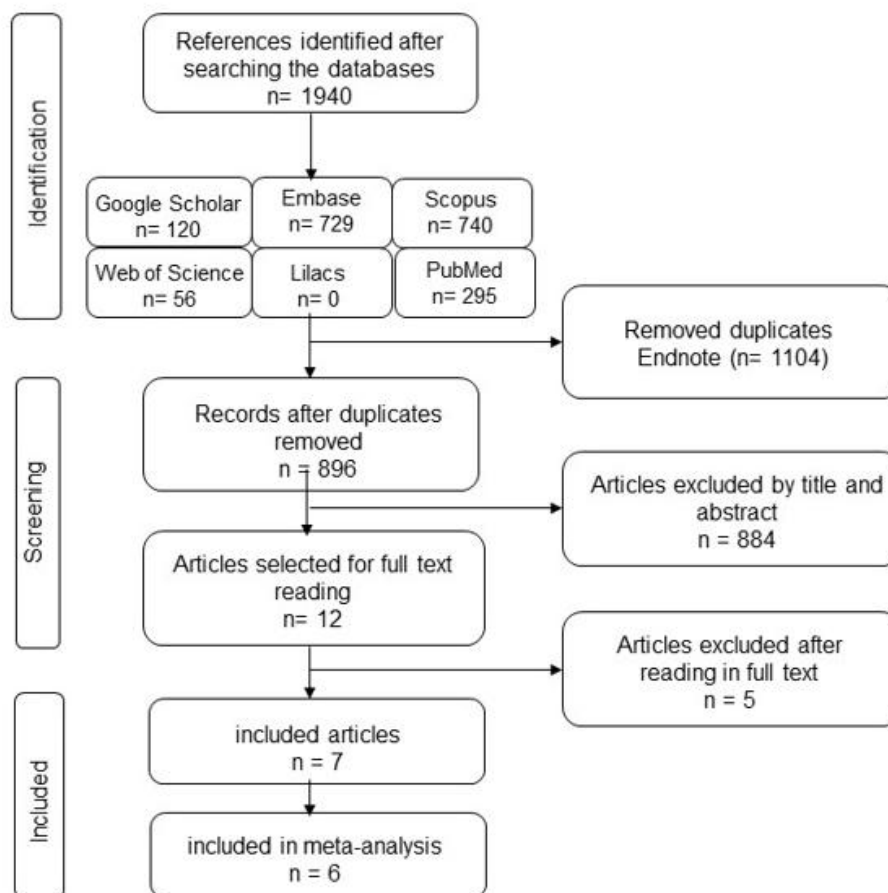 Identification
References identified after
searching the databases
n= 1940
Google Scholar
n= 120
Embase
n= 729
Scopus
n= 740
Web of Science
n= 56
Lilacs
n= 0
PubMed
n= 295
Removed duplicates
Endnote (n= 1104)
Screening
Records after duplicates
removed
n = 896
Articles excluded by title and
abstract
n = 884
Articles selected for full text
reading
n= 12
Articles excluded after
reading in full text
n = 5
Included
included articles
n = 7
included in meta-analysis
n = 6